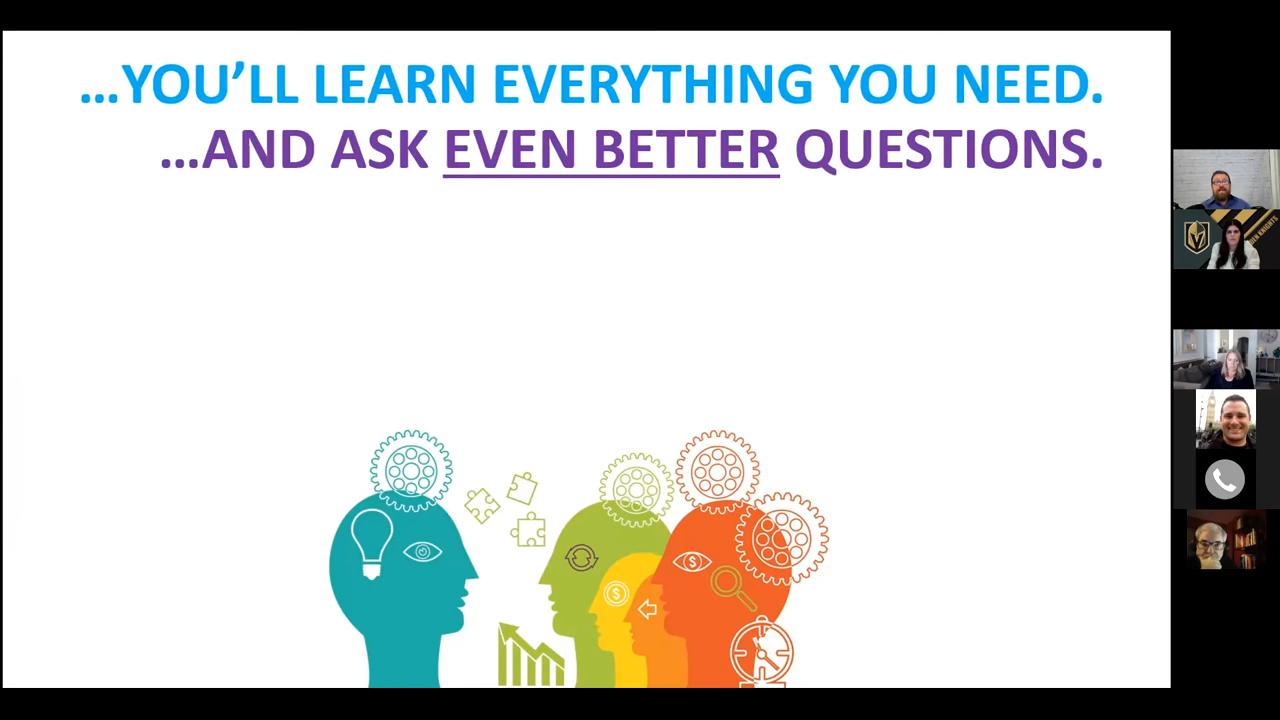 …YOU’LL LEARN EVERYTHING YOU NEED.
…AND ASK EVEN BETTER QUESTIONS.
$
$